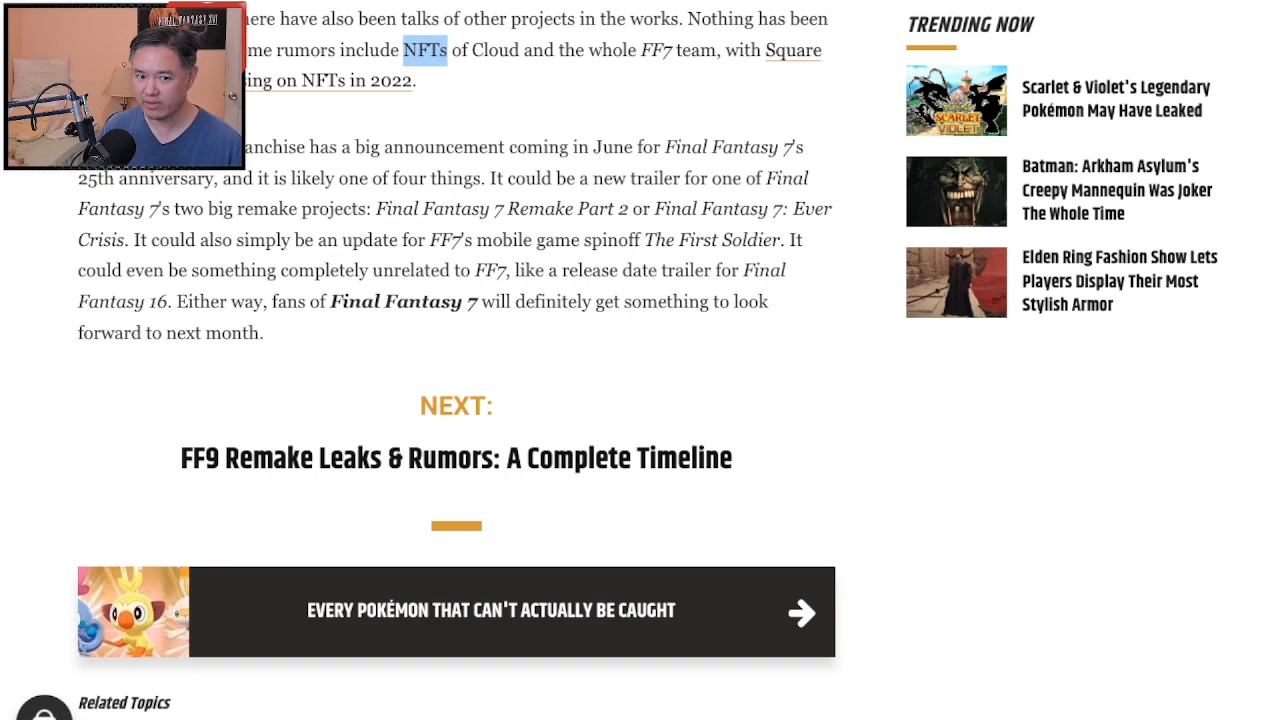 FINAL FANTASY XVI
here have also been talks of other projects in the works. Nothing has been
me rumors include NFTs of Cloud and the whole FF7 team, with Square
sing on NFTs in 2022.
anchise has a big announcement coming in June for Final Fantasy 7's
25th anniversary, and it is likely one of four things. It could be a new trailer for one of Final
Fantasy 7's two big remake projects: Final Fantasy 7 Remake Part 2 or Final Fantasy 7: Ever
Crisis. It could also simply be an update for FF7's mobile game spinoff The First Soldier. It
could even be something completely unrelated to FF7, like a release date trailer for Final
Fantasy 16. Either way, fans of Final Fantasy 7 will definitely get something to look
forward to next month.
NEXT:
FF9 Remake Leaks & Rumors: A Complete Timeline
EVERY POKÉMON THAT CAN'T ACTUALLY BE CAUGHT
Related Topics
TRENDING NOW
POKÉMON
SCARLET
VIOLET
Scarlet & Violet's Legendary
Pokémon May Have Leaked
Batman: Arkham Asylum's
Creepy Mannequin Was Joker
The Whole Time
Elden Ring Fashion Show Lets
Players Display Their Most
Stylish Armor